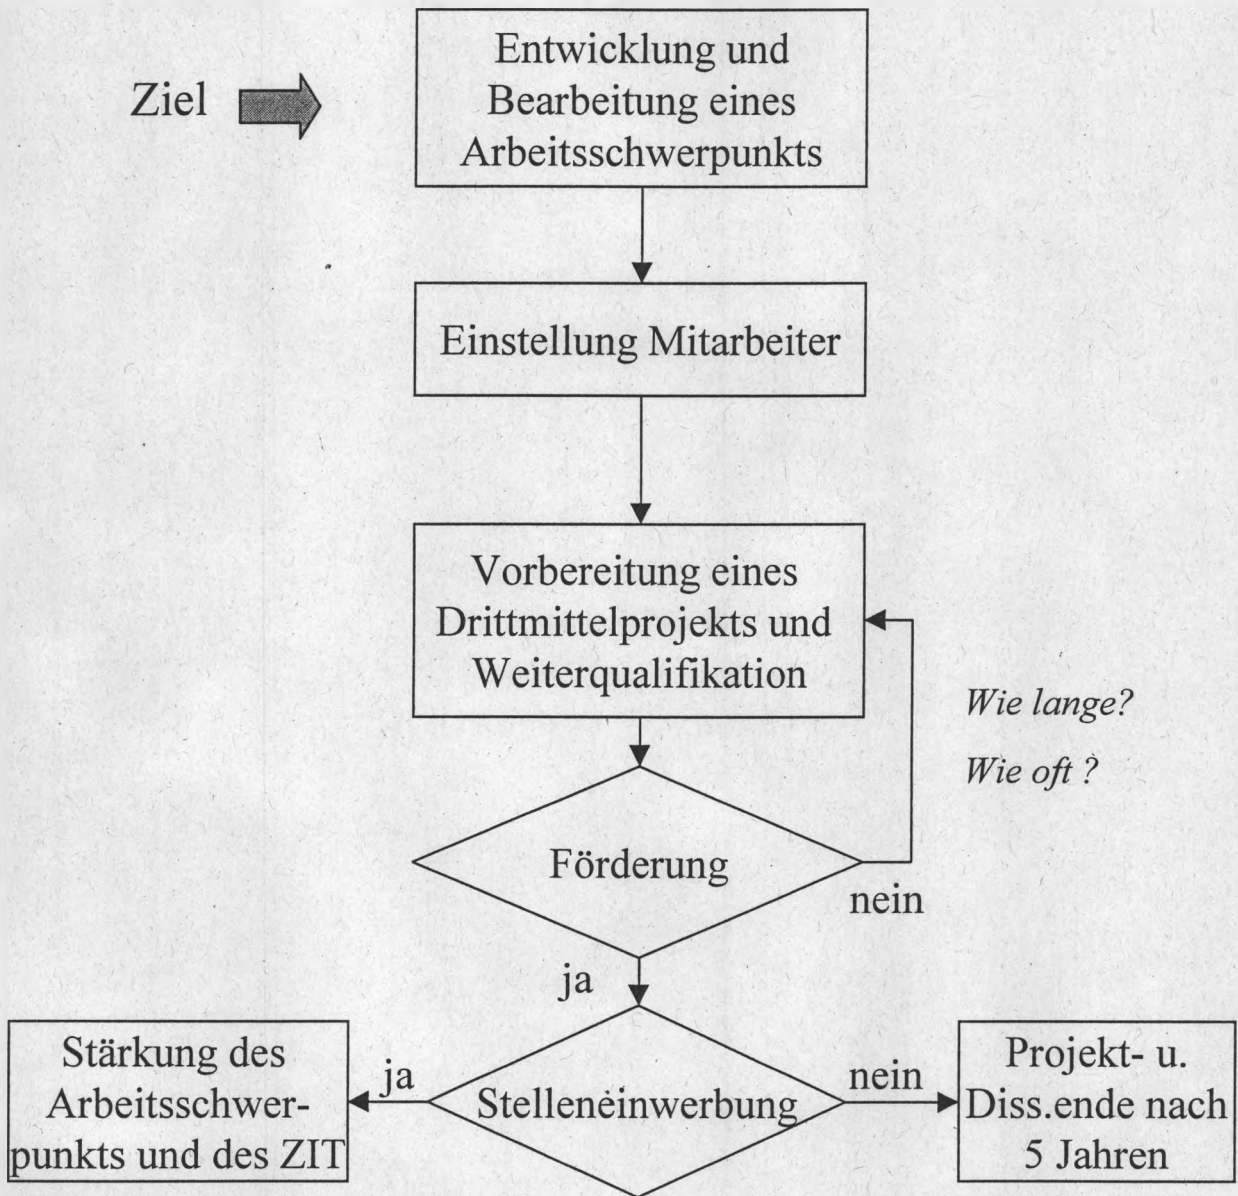 Ziel
Entwicklung und
Bearbeitung eines
Arbeitsschwerpunkts
Einstellung Mitarbeiter
Vorbereitung eines
Drittmittelprojekts und
Weiterqualifikation
Wie lange?
Wie oft ?
Förderung
nein
ja
Stärkung des
Arbeitsschwer-
punkts und des ZIT
ja
Stelleneinwerbung
nein
Projekt- u.
Diss.ende nach
5 Jahren